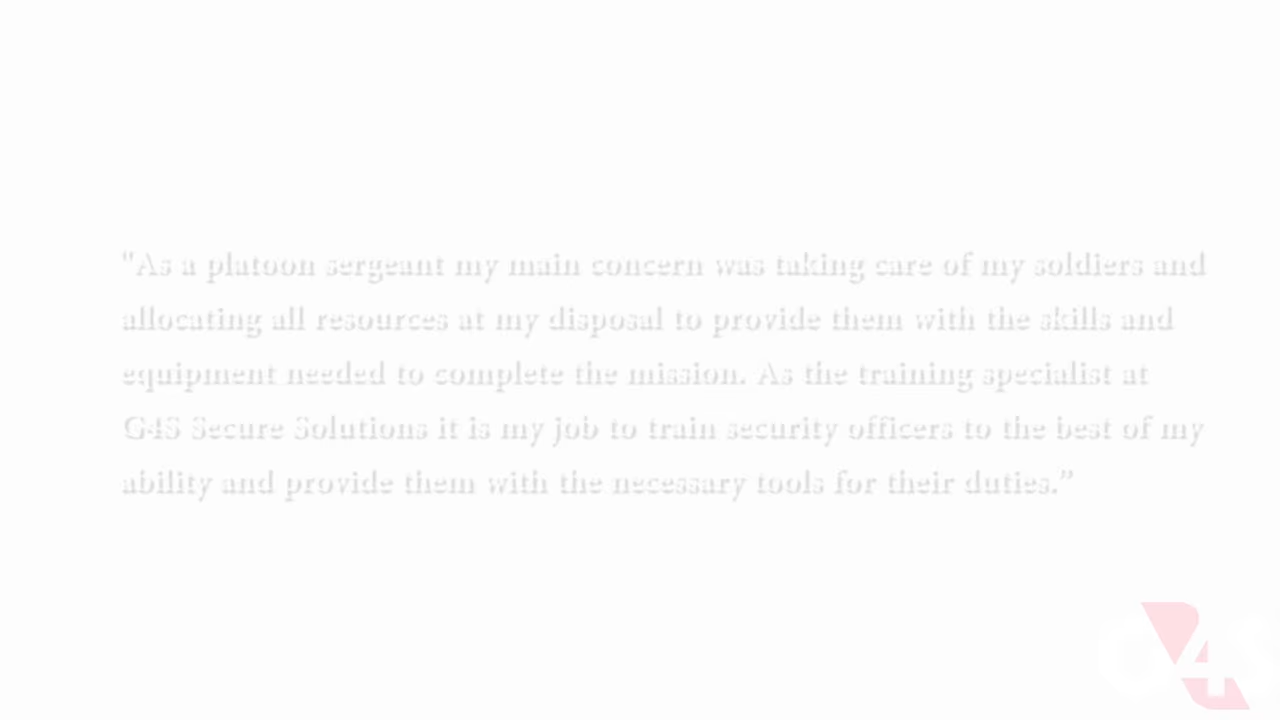 "As a platoon sergeant my main concern was taking care of my soldiers and
allocating all resources at my disposal to provide them with the skills and
equipment needed to complete the mission. As the training specialist at
G4S Secure Solutions it is my job to train security officers to the best of my
ability and provide them with the necessary tools for their duties.”
G4S